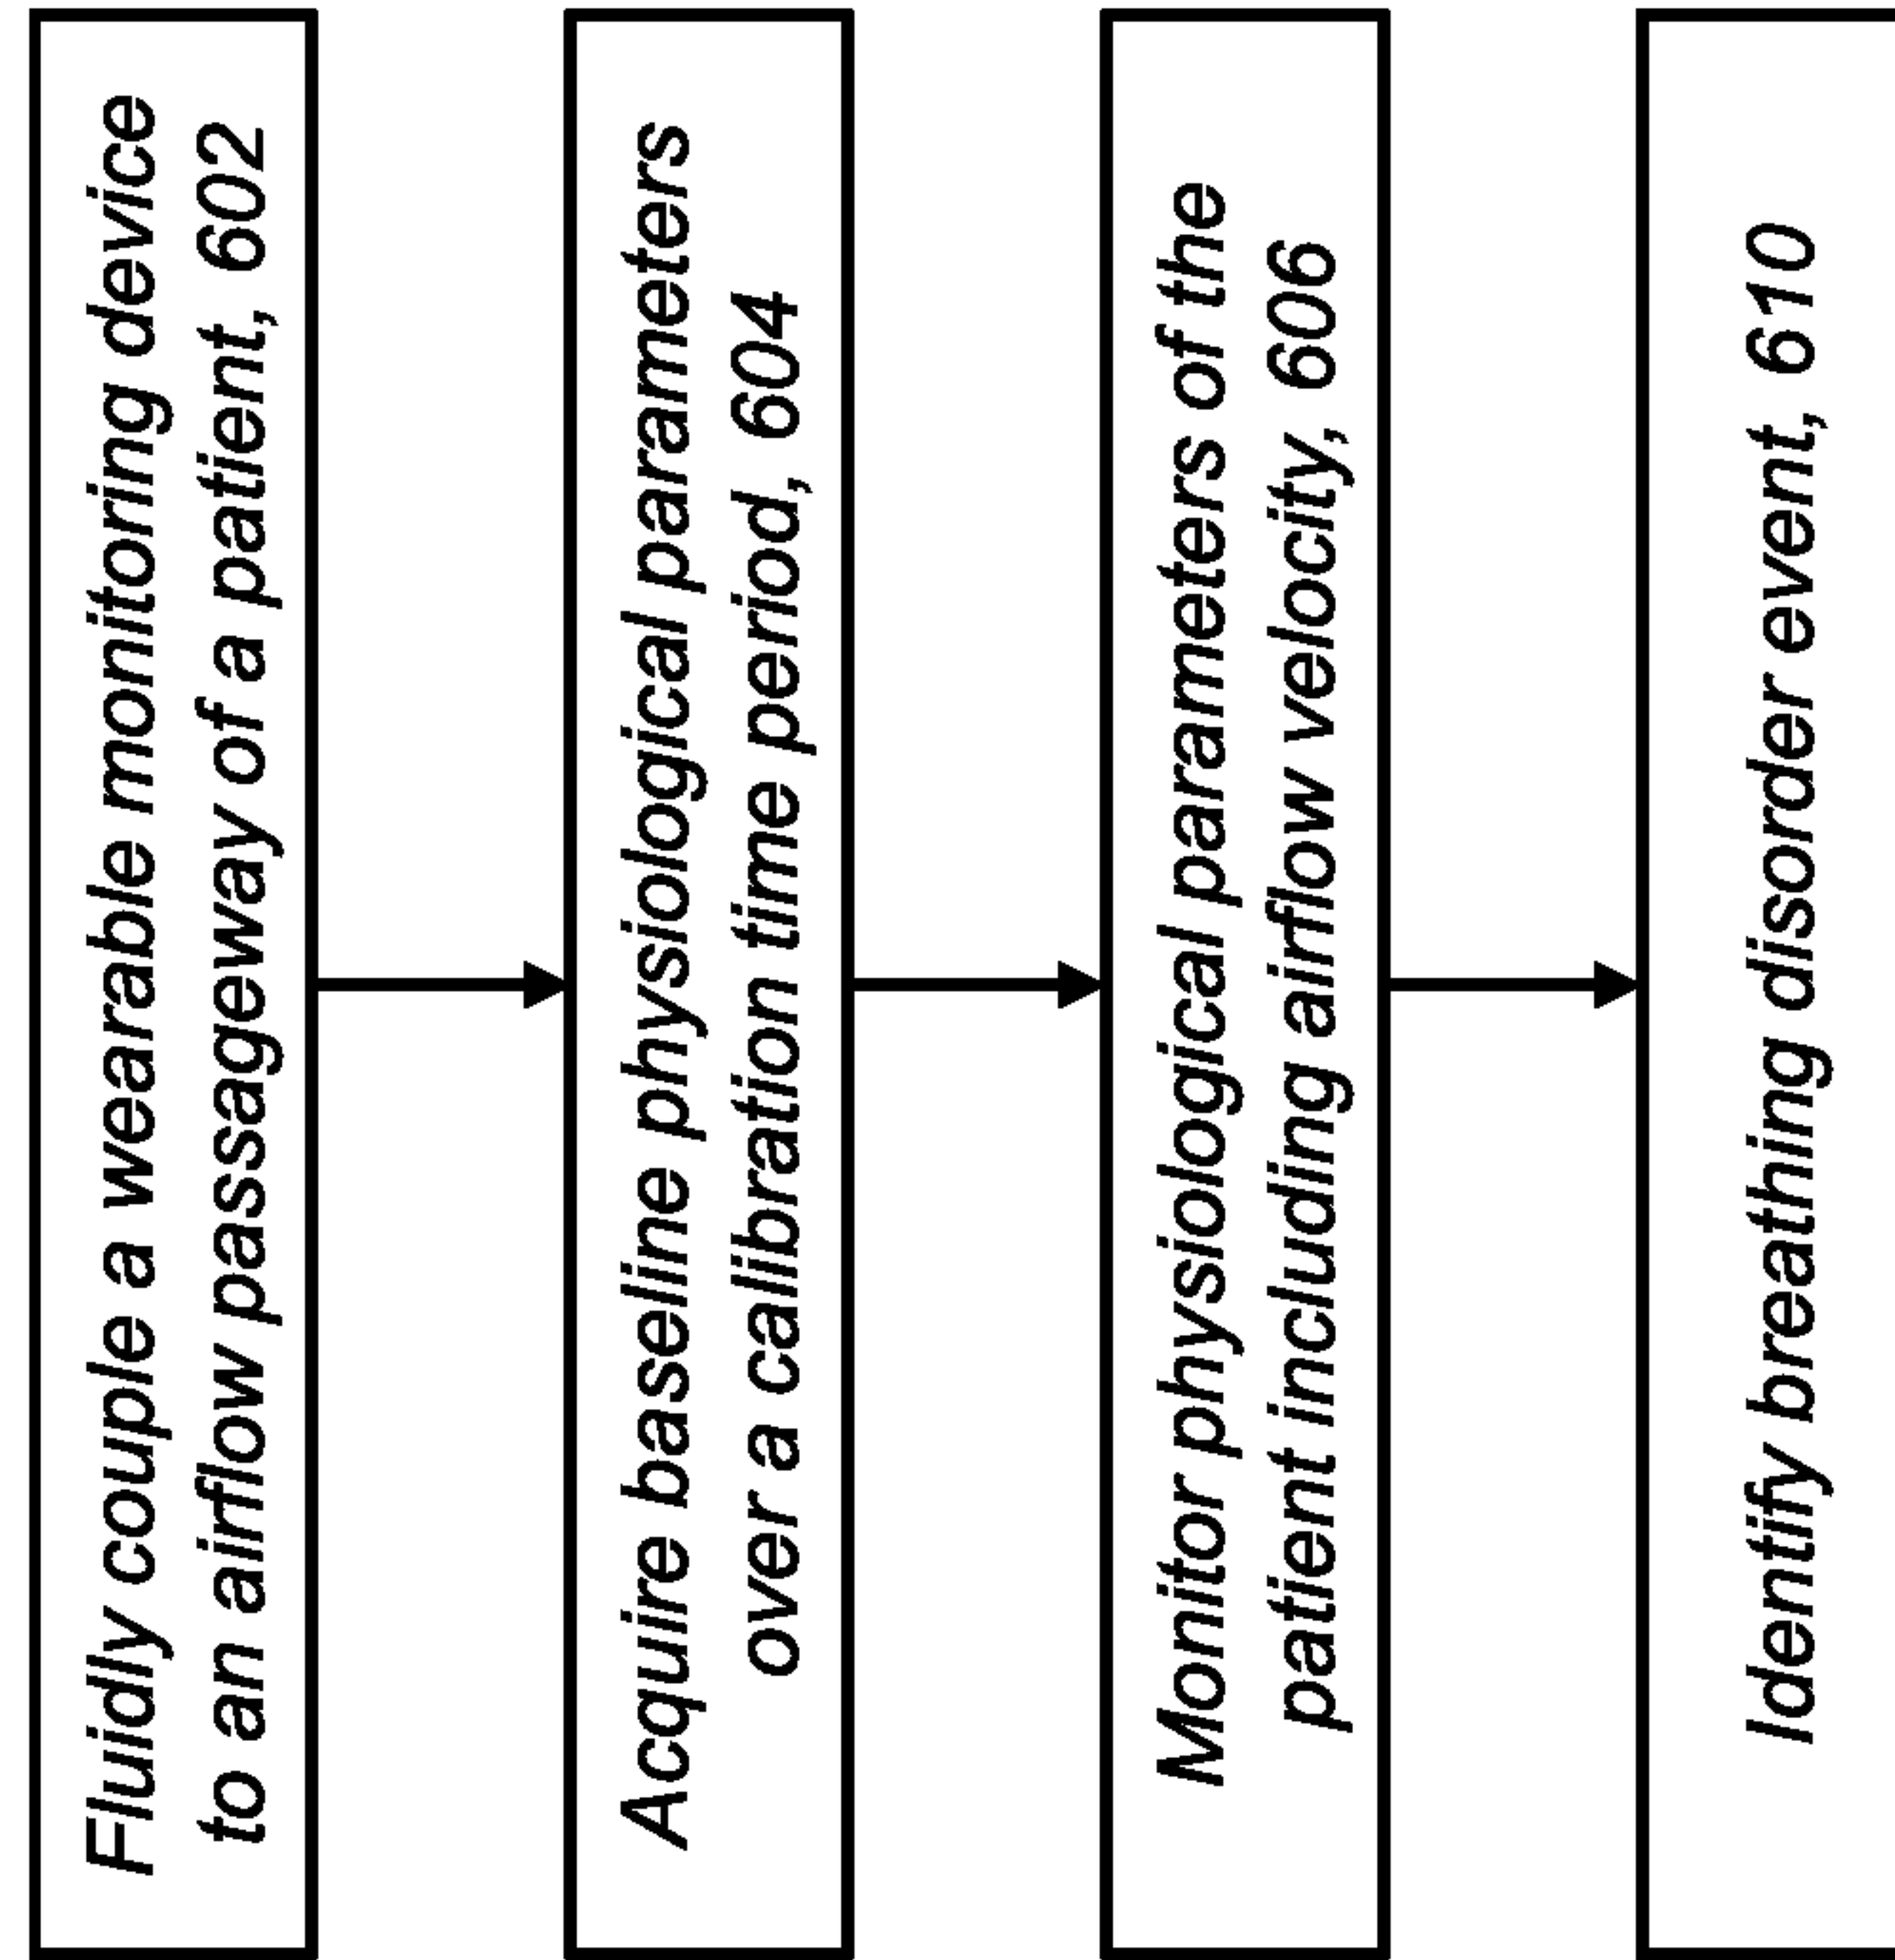 Fluidly couple a wearable monitoring device
to an airflow passageway of a patient, 602
Acquire baseline physiological parameters
over a calibration time period, 604
Monitor physiological parameters of the
patient including airflow velocity, 606
Identify breathing disorder event, 610